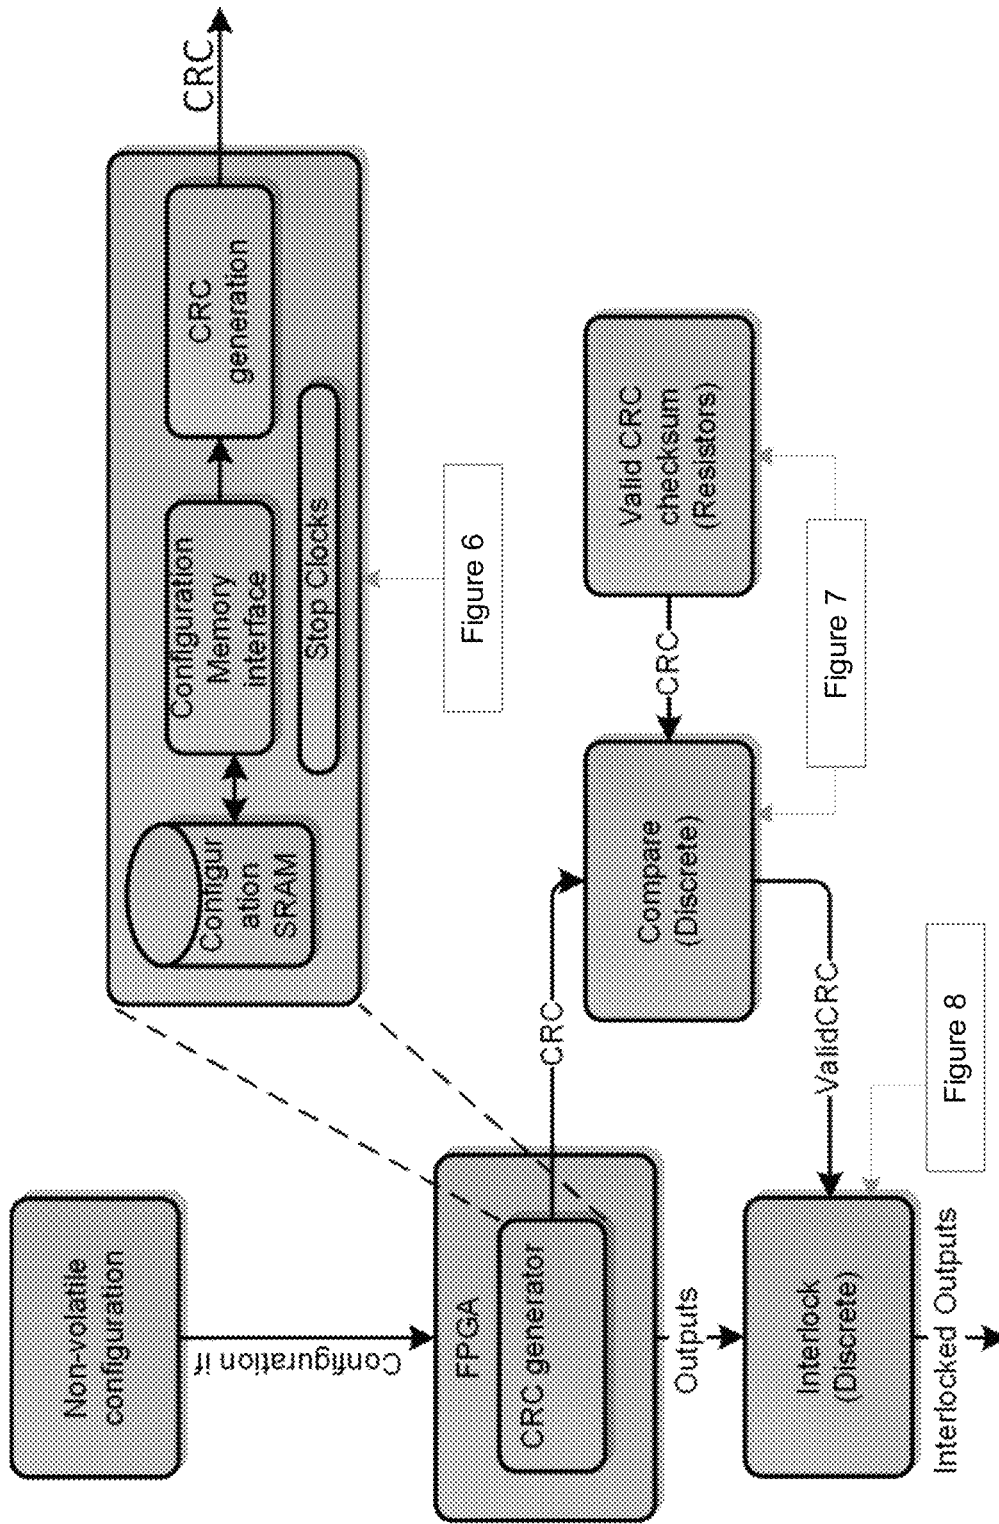 Non-volatile
configuration
Configuration if
FPGA
CRC generator
Outputs
Interlock
(Discrete)
Interlocked Outputs
CRC
Compare
(Discrete)
ValidCRC
CRC
Valid CRC
checksum
(Resistors)
Figure 8
Figure 7
Figure 6
Configur
ation
SRAM
Configuration
Memory
interface
CRC
generation
Stop Clocks
CRC